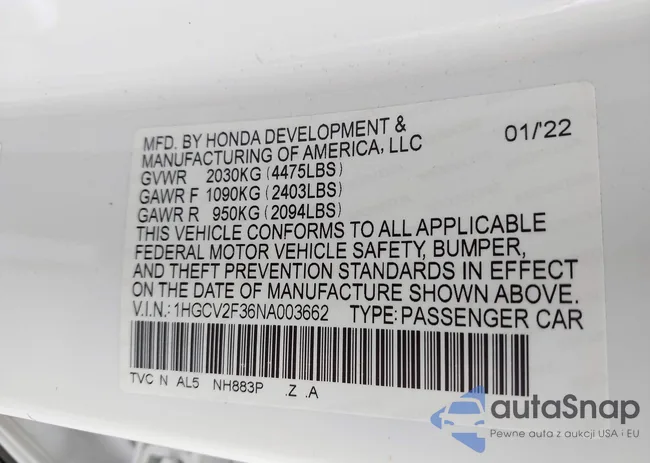 MFD. BY HONDA DEVELOPMENT & 01/'22
MANUFACTURING OF AMERICA, LLC
GVWR 2030KG (4475LBS)
GAWR F 1090KG (2403LBS)
GAWR R 950KG (2094LBS)
THIS VEHICLE CONFORMS TO ALL APPLICABLE
FEDERAL MOTOR VEHICLE SAFETY, BUMPER,
AND THEFT PREVENTION STANDARDS IN EFFECT
ON THE DATE OF MANUFACTURE SHOWN ABOVE.
V.I.N.: 1HGCV2F36NA003662 TYPE: PASSENGER CAR
TVC N AL5 NH883P .Z .A
autaSnap
Pewne auta z aukcji USA i EU